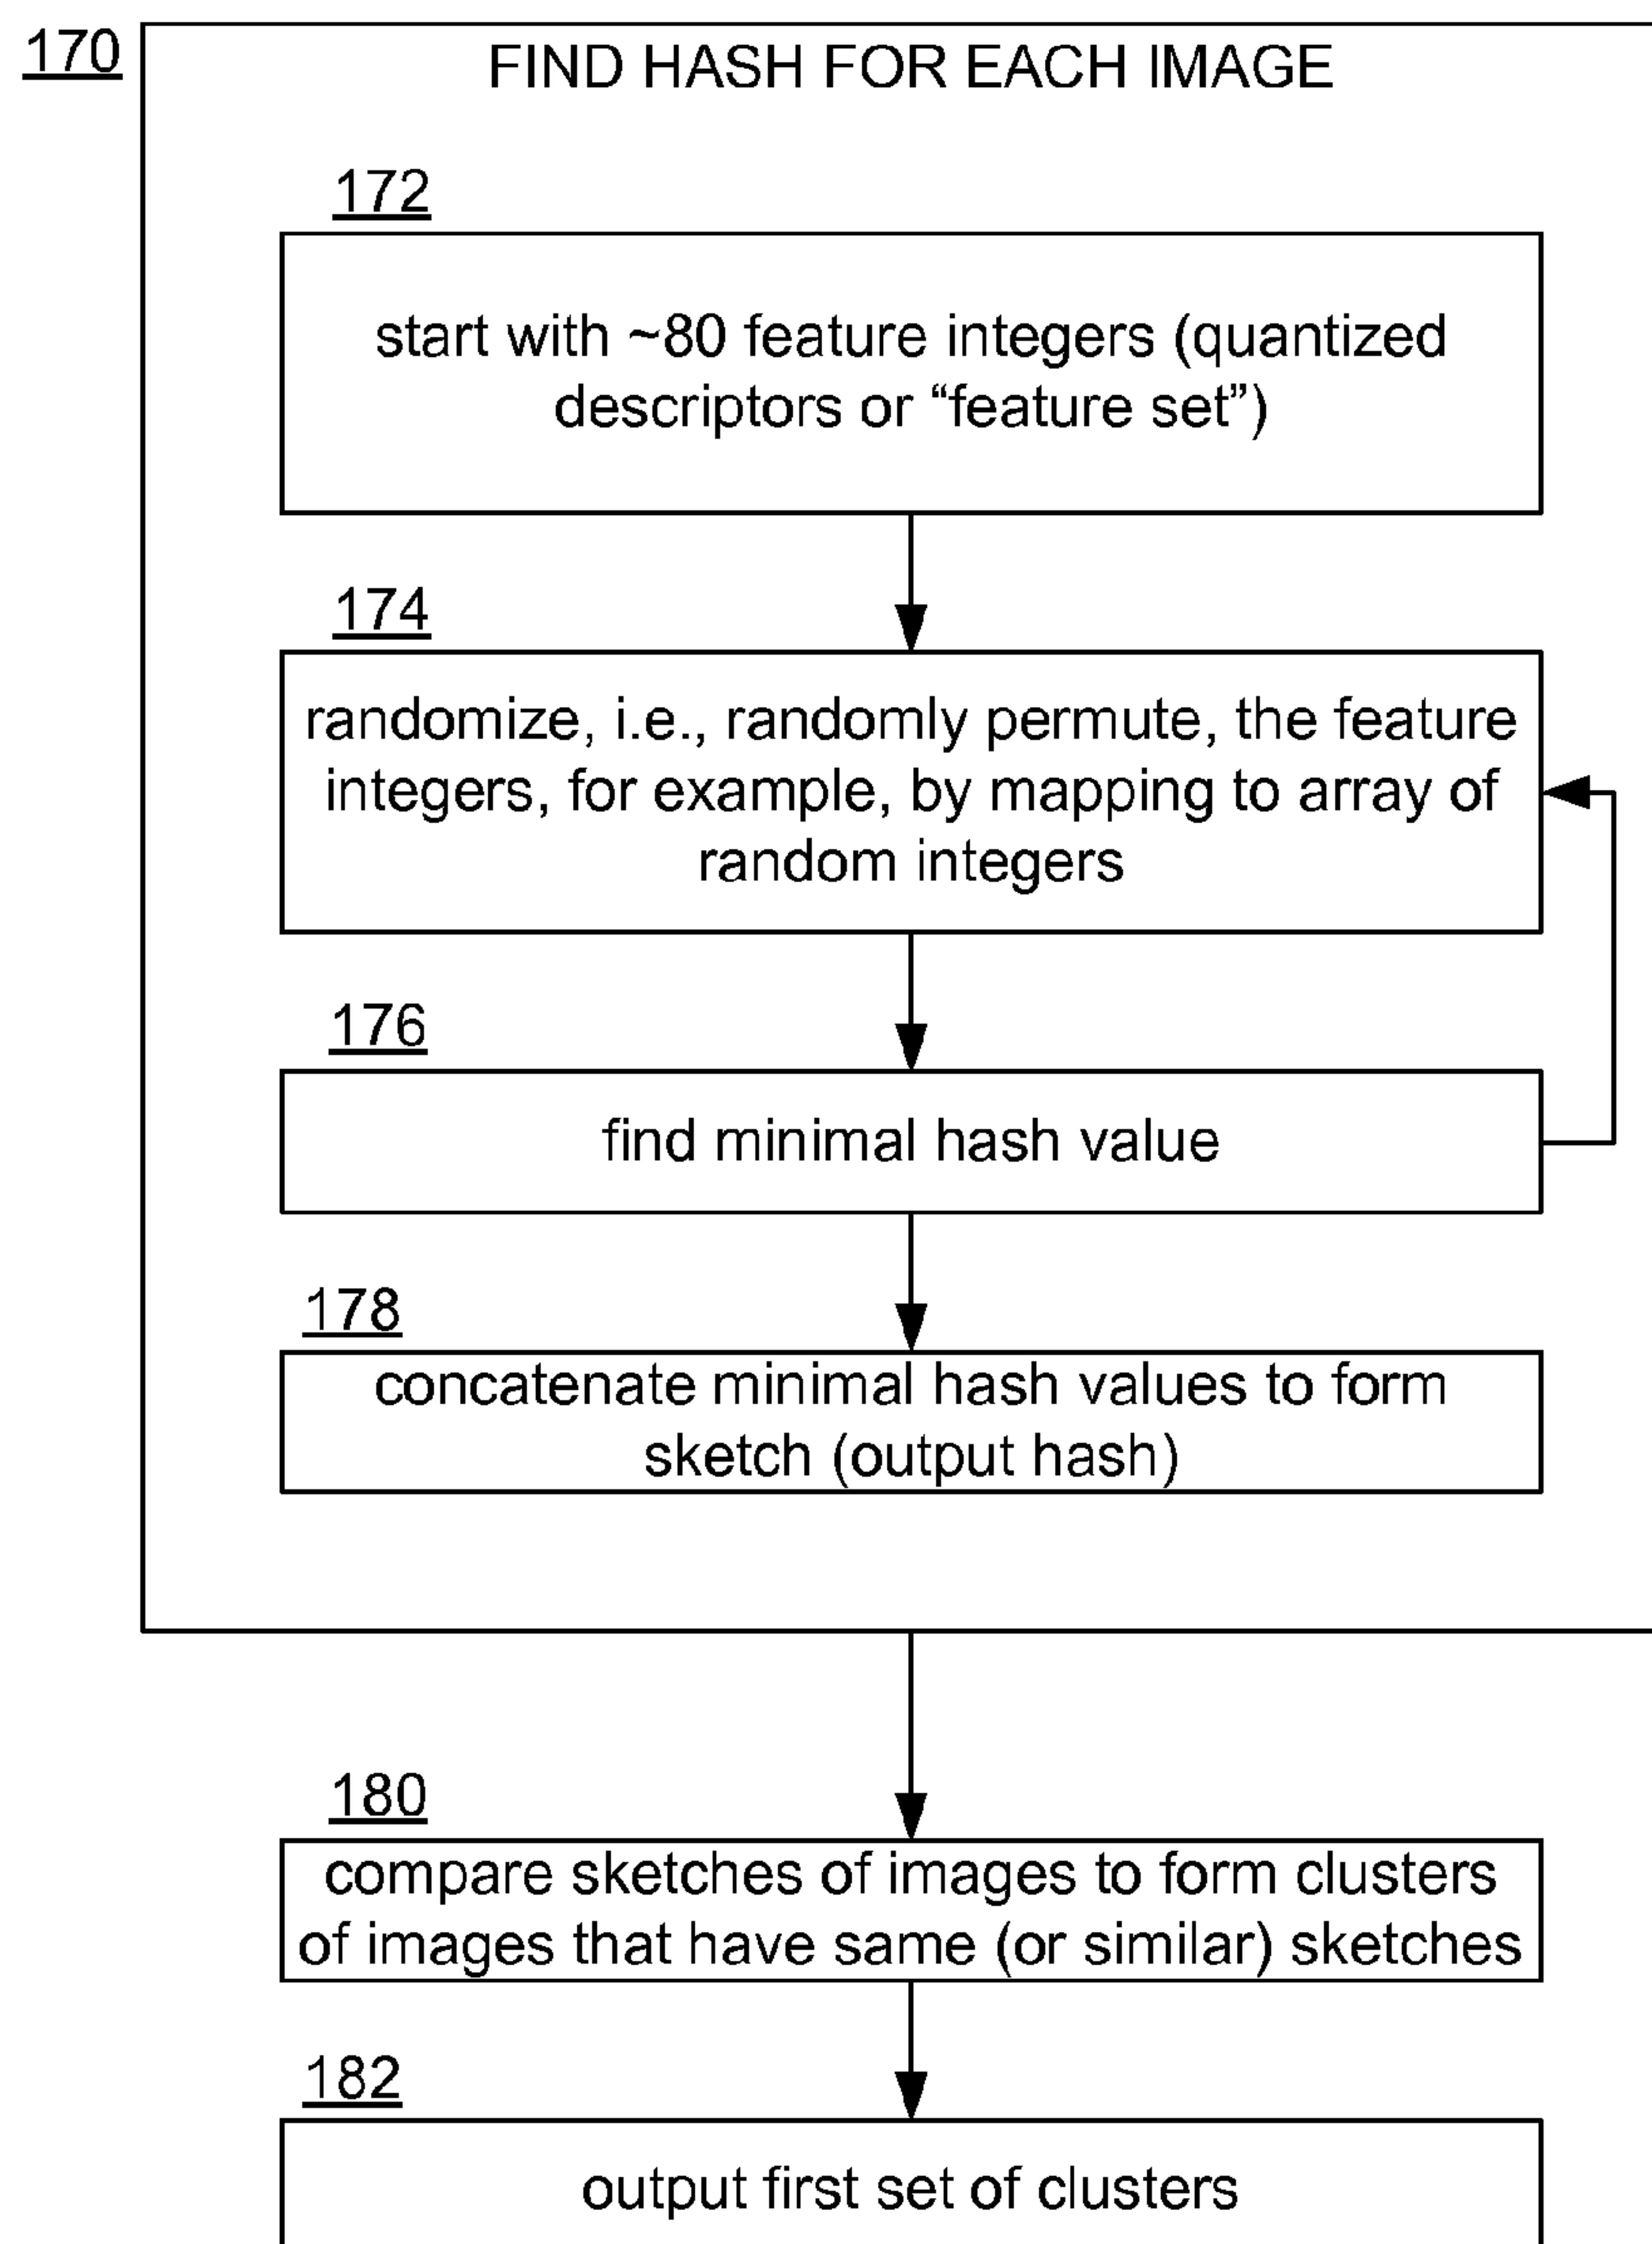 170
FIND HASH FOR EACH IMAGE
172
start with ~80 feature integers (quantized
descriptors or “feature set”)
174
randomize, i.e., randomly permute, the feature
integers, for example, by mapping to array of
random integers
176
find minimal hash value
178
concatenate minimal hash values to form
sketch (output hash)
180
compare sketches of images to form clusters
of images that have same (or similar) sketches
182
output first set of clusters